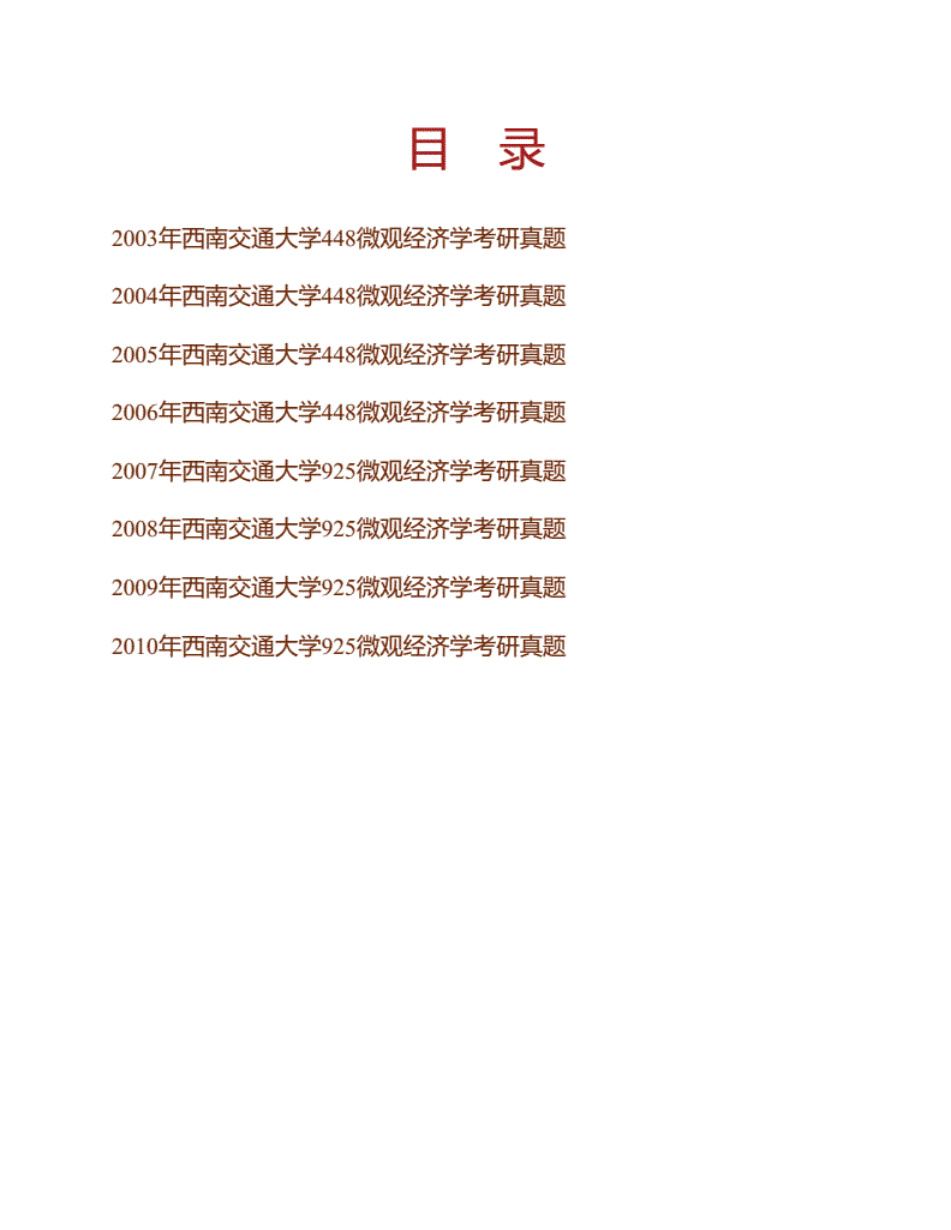 目 录
2003年西南交通大学448微观经济学考研真题
2004年西南交通大学448微观经济学考研真题
2005年西南交通大学448微观经济学考研真题
2006年西南交通大学448微观经济学考研真题
2007年西南交通大学925微观经济学考研真题
2008年西南交通大学925微观经济学考研真题
2009年西南交通大学925微观经济学考研真题
2010年西南交通大学925微观经济学考研真题